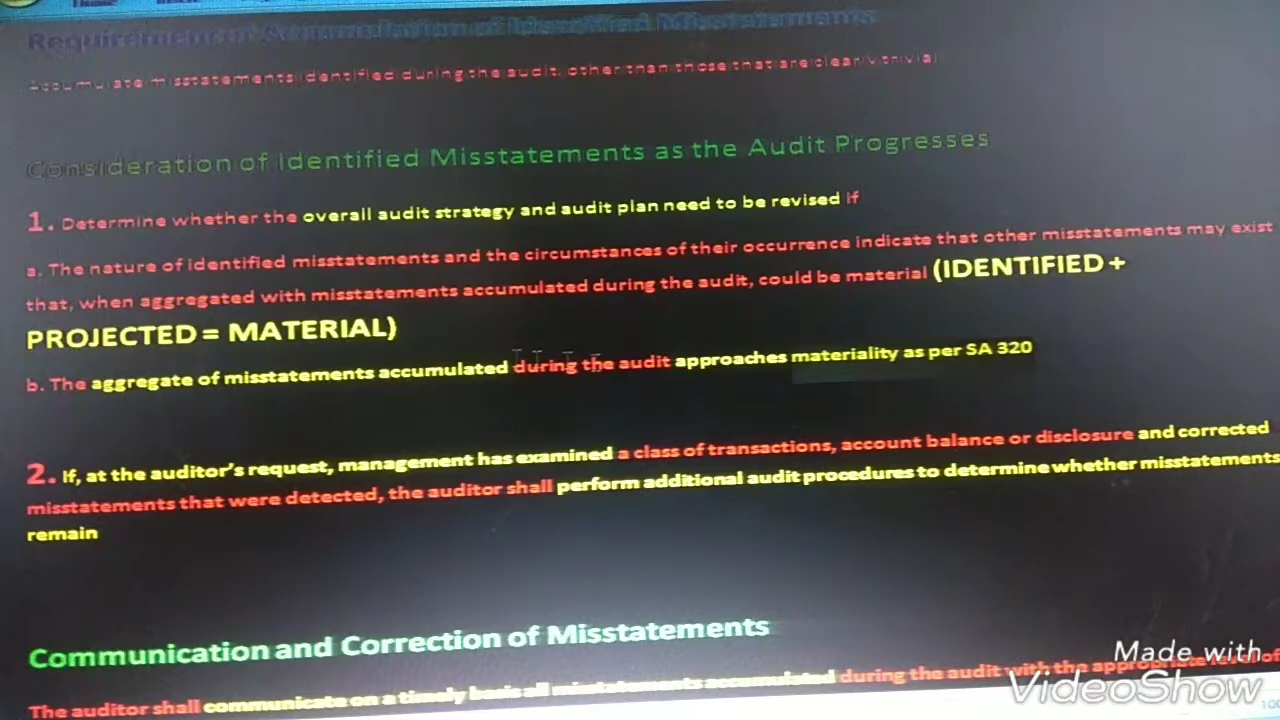 Requirement Accumulation of Identified Misstatements
Accumulate misstatements identified during the audit, other than those that are clearly trivial
Consideration of Identified Misstatements as the Audit Progresses
1. Determine whether the overall audit strategy and audit plan need to be revised if
a. The nature of identified misstatements and the circumstances of their occurrence indicate that other misstatements may exist
that, when aggregated with misstatements accumulated during the audit, could be material (IDENTIFIED +
PROJECTED = MATERIAL)
b. The aggregate of misstatements accumulated during the audit approaches materiality as per SA 320
2. If, at the auditor's request, management has examined a class of transactions, account balance or disclosure and corrected
misstatements that were detected, the auditor shall perform additional audit procedures to determine whether misstatements
remain
Communication and Correction of Misstatements
The auditor shall communicate on a timely basis all misstatements accumulated during the audit with the appropriate level of
Made with
VideoShow